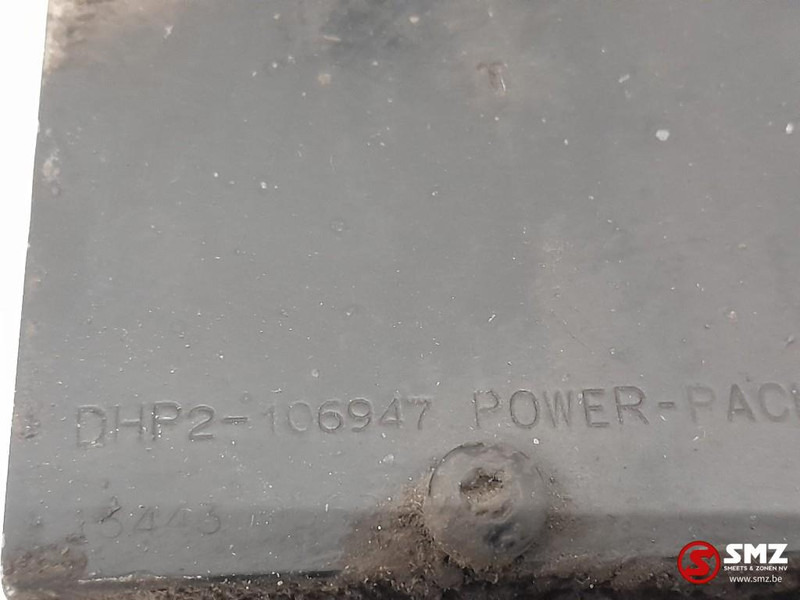 DHP2-106947 POWER-PAC
S SMZ
SMEETS & ZONEN NV
www.smz.be